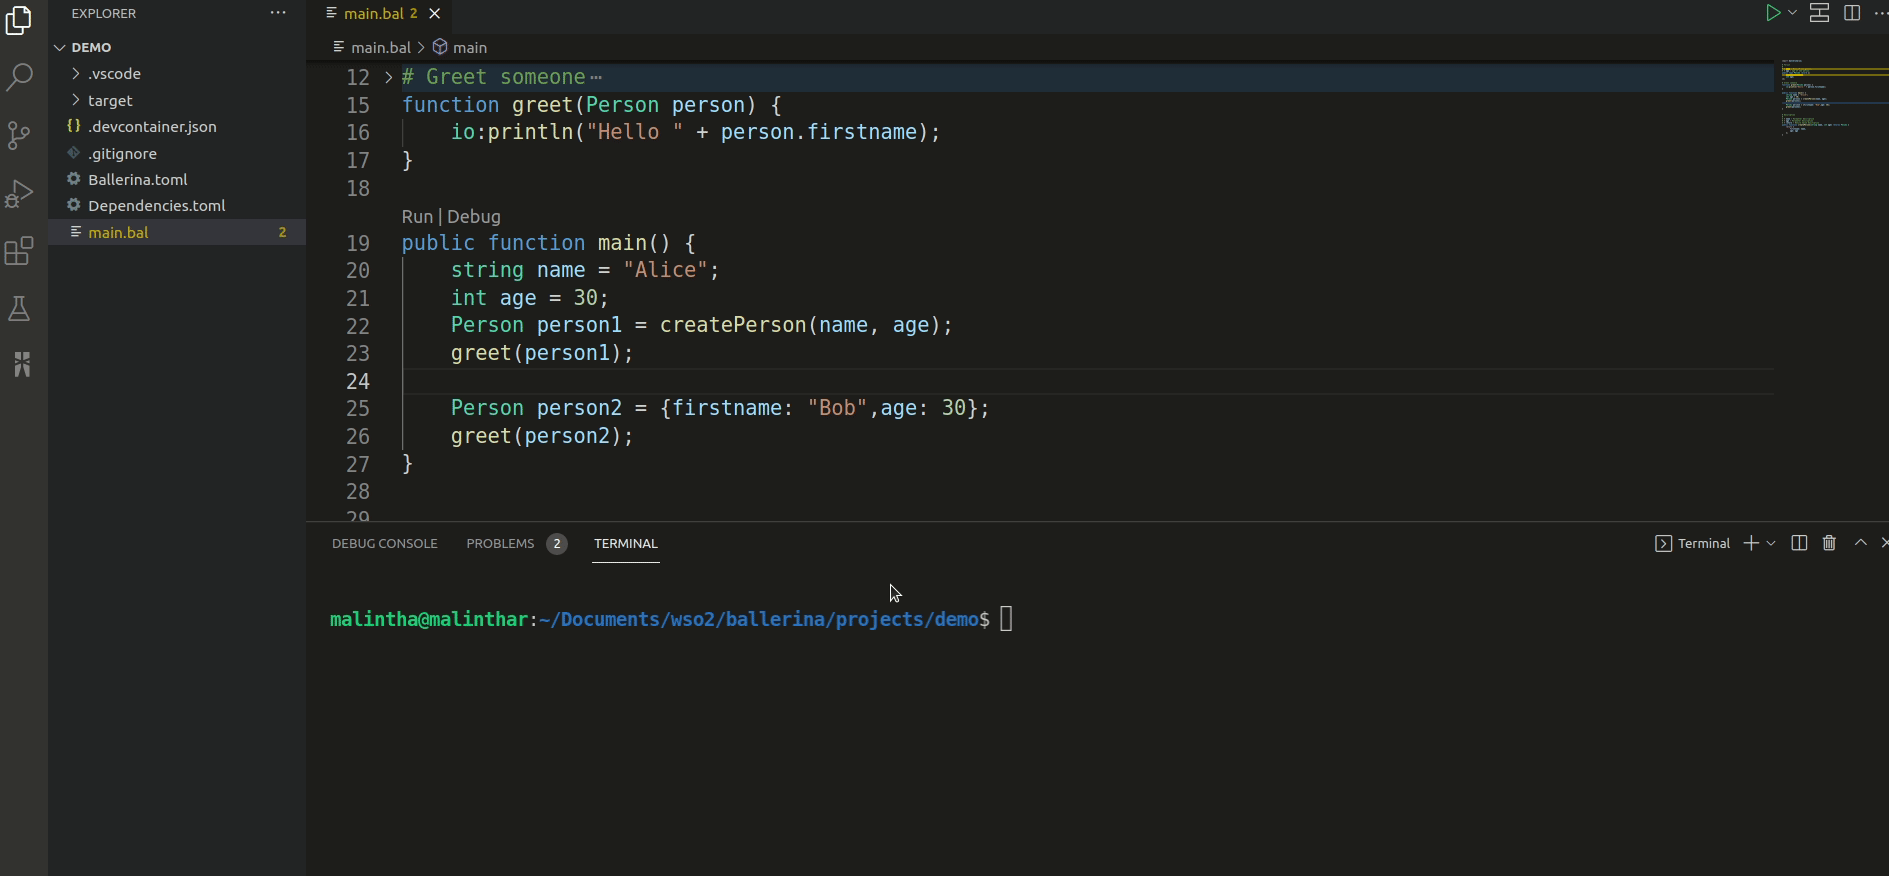 EXPLORER
DEMO
.vscode
target
{} .devcontainer.json
.gitignore
Ballerina.toml
Dependencies.toml
main.bal 2
main.bal 2
main.bal > main
12 # Greet someone ⋯
15 function greet(Person person) {
16 io:println("Hello " + person.firstname);
17 }
18
Run | Debug
19 public function main() {
20 string name = "Alice";
21 int age = 30;
22 Person person1 = createPerson(name, age);
23 greet(person1);
24
25 Person person2 = {firstname: "Bob",age: 30};
26 greet(person2);
27 }
28
29
DEBUG CONSOLE PROBLEMS 2 TERMINAL
Terminal
malintha@malinthar:~/Documents/wso2/ballerina/projects/demo$